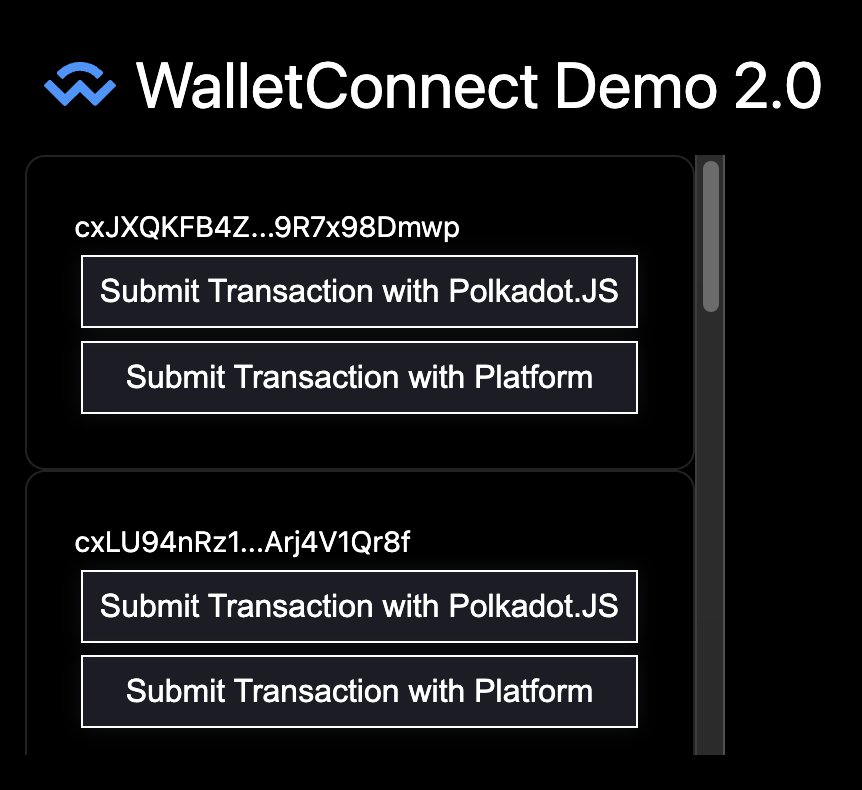 WalletConnect Demo 2.0
cxJXQKFB4Z...9R7x98Dmwp
Submit Transaction with Polkadot.JS
Submit Transaction with Platform
cxLU94nRz1...Arj4V1Qr8f
Submit Transaction with Polkadot.JS
Submit Transaction with Platform